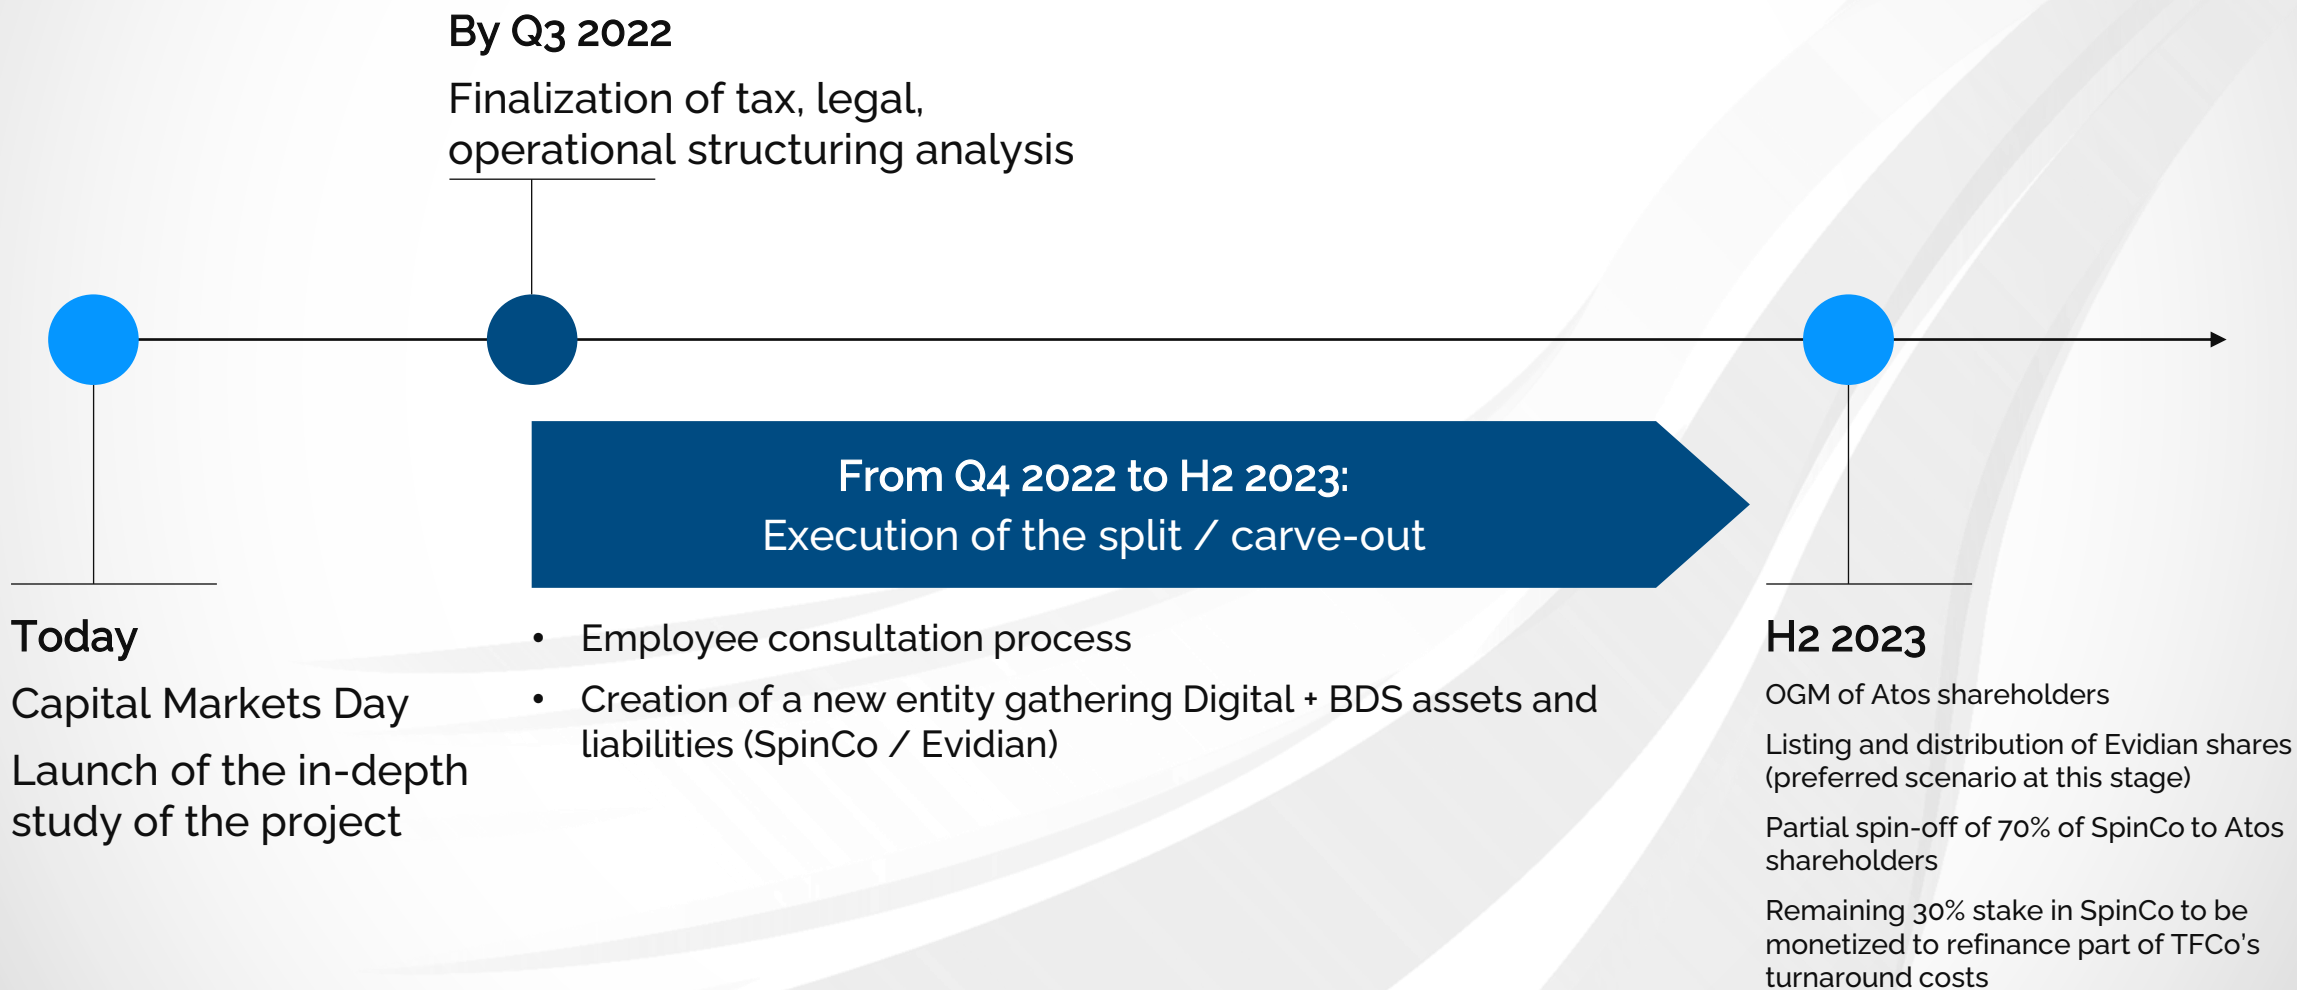 By Q3 2022
Finalization of tax, legal,
operational structuring analysis
From Q4 2022 to H2 2023:
Execution of the split / carve-out
Today
Capital Markets Day
Launch of the in-depth
study of the project
• Employee consultation process
• Creation of a new entity gathering Digital + BDS assets and
liabilities (SpinCo / Evidian)
H2 2023
OGM of Atos shareholders
Listing and distribution of Evidian shares
(preferred scenario at this stage)
Partial spin-off of 70% of SpinCo to Atos
shareholders
Remaining 30% stake in SpinCo to be
monetized to refinance part of TFCo's
turnaround costs